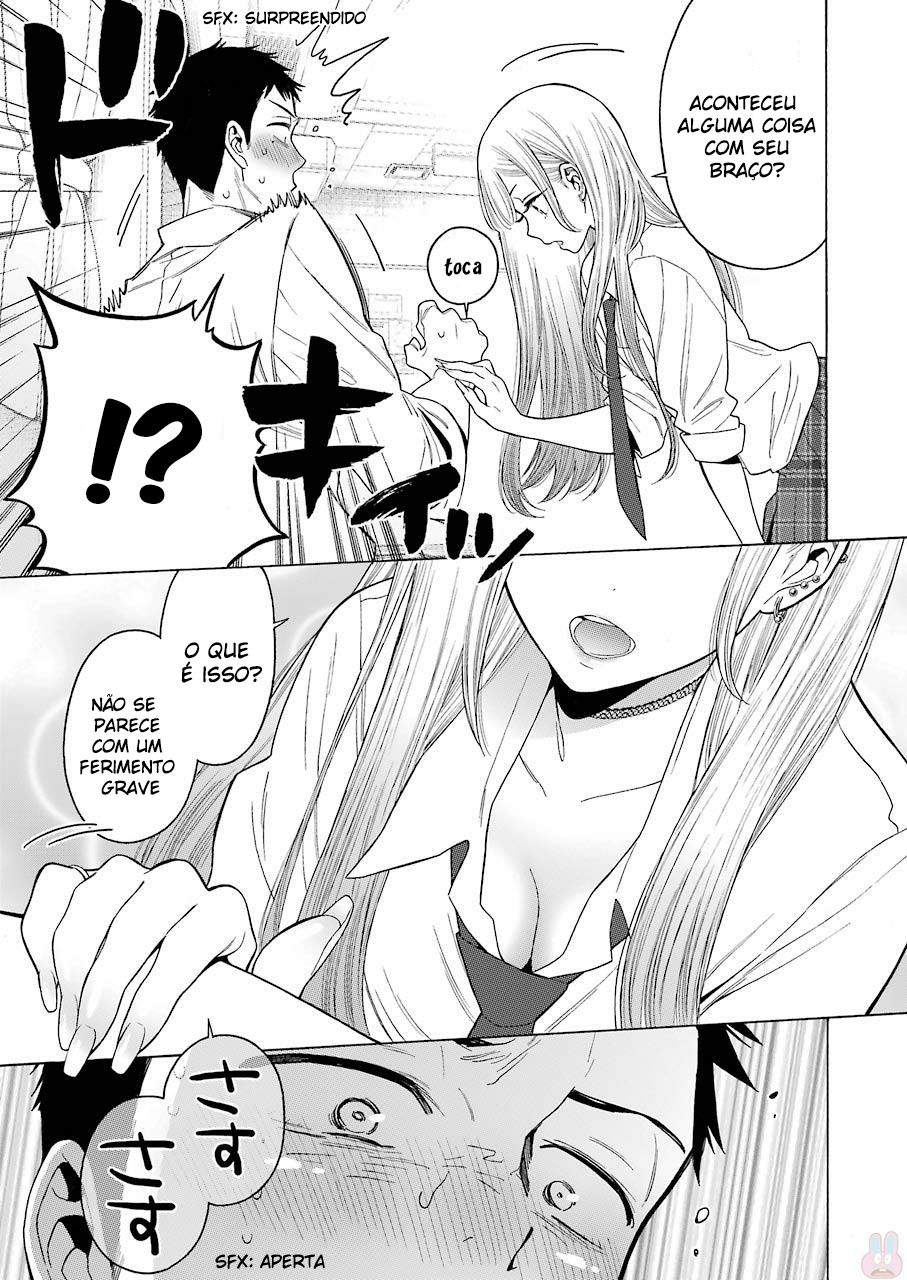 ACONTECEU
ALGUMA COISA
COM SEU
BRAÇO?
SFX: SURPREENDIDO
ドキイッ
toca
!?
O QUE
É ISSO?
NÃO SE
PARECE
COM UM
FERIMENTO
GRAVE
さす
さす
SFX: APERTA